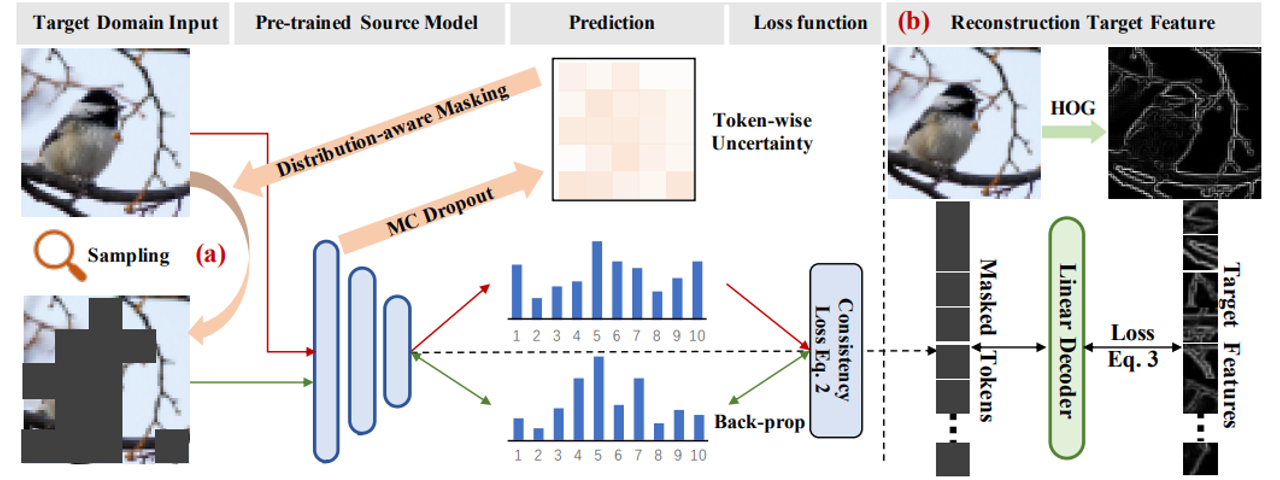 Target Domain Input
Pre-trained Source Model
Prediction
Loss function
(b)
Reconstruction Target Feature
Distribution-aware Masking
MC Dropout
Token-wise
Uncertainty
HOG
Sampling
(a)
1 2 3 4 5 6 7 8 9 10
1 2 3 4 5 6 7 8 9 10
Back-prop
Consistency
Loss Eq. 2
Masked Tokens
Linear Decoder
Loss
Eq. 3
Target Features